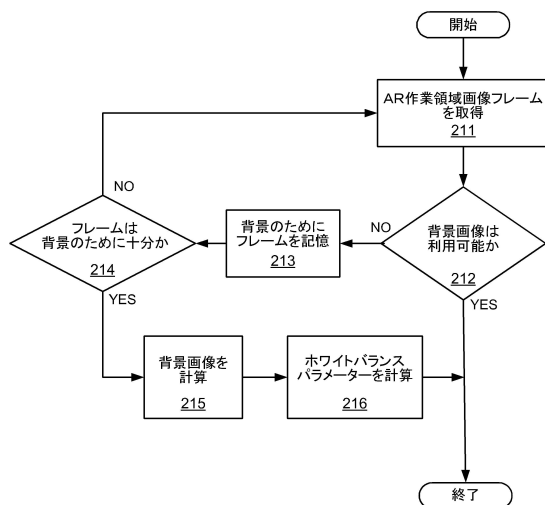 開始
AR作業領域画像フレーム
を取得
211
背景画像は
利用可能か
212
NO
YES
背景のために
フレームを記憶
213
フレームは
背景のために十分か
214
NO
YES
背景画像を
計算
215
ホワイトバランス
パラメーターを計算
216
終了